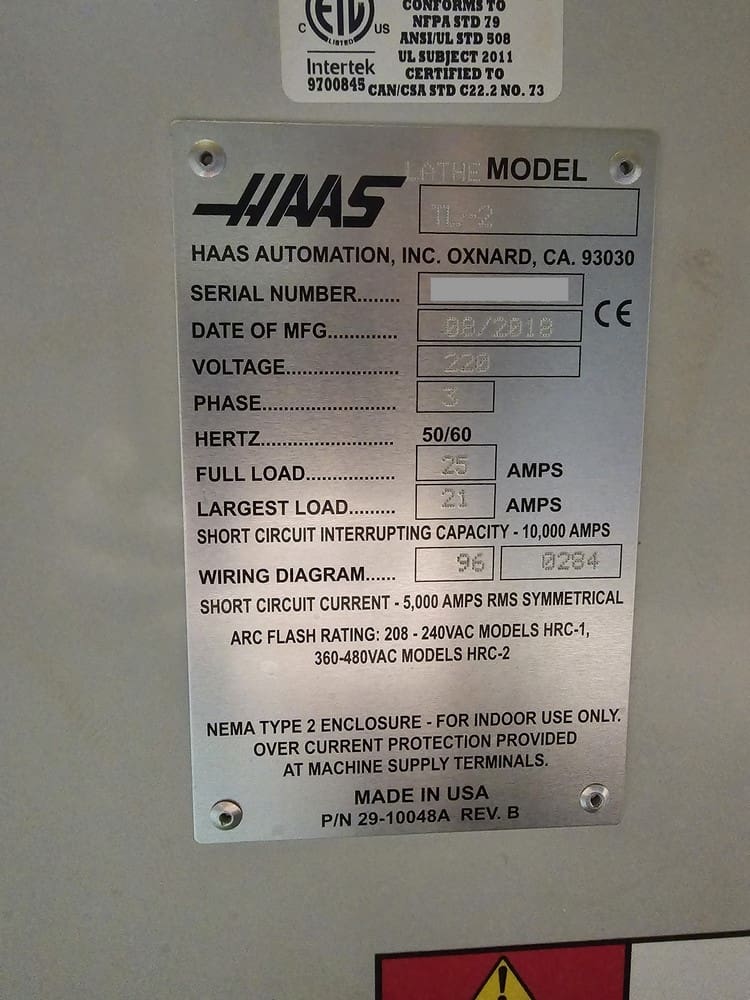 ETL
CONFORMS TO
NFPA STD 79
C LISTED US
ANSI/UL STD 508
UL SUBJECT 2011
Intertek
CERTIFIED TO
9700845
CAN/CSA STD C22.2 NO. 73
LATHE MODEL
HAAS
TL-2
HAAS AUTOMATION, INC. OXNARD, CA. 93030
SERIAL NUMBER........
CE
DATE OF MFG............. 08/2018
VOLTAGE..................... 220
PHASE......................... 3
HERTZ......................... 50/60
FULL LOAD................. 25 AMPS
LARGEST LOAD......... 21 AMPS
SHORT CIRCUIT INTERRUPTING CAPACITY - 10,000 AMPS
WIRING DIAGRAM...... 96 0284
SHORT CIRCUIT CURRENT - 5,000 AMPS RMS SYMMETRICAL
ARC FLASH RATING: 208 - 240VAC MODELS HRC-1,
360-480VAC MODELS HRC-2
NEMA TYPE 2 ENCLOSURE - FOR INDOOR USE ONLY.
OVER CURRENT PROTECTION PROVIDED
AT MACHINE SUPPLY TERMINALS.
MADE IN USA
P/N 29-10048A REV. B